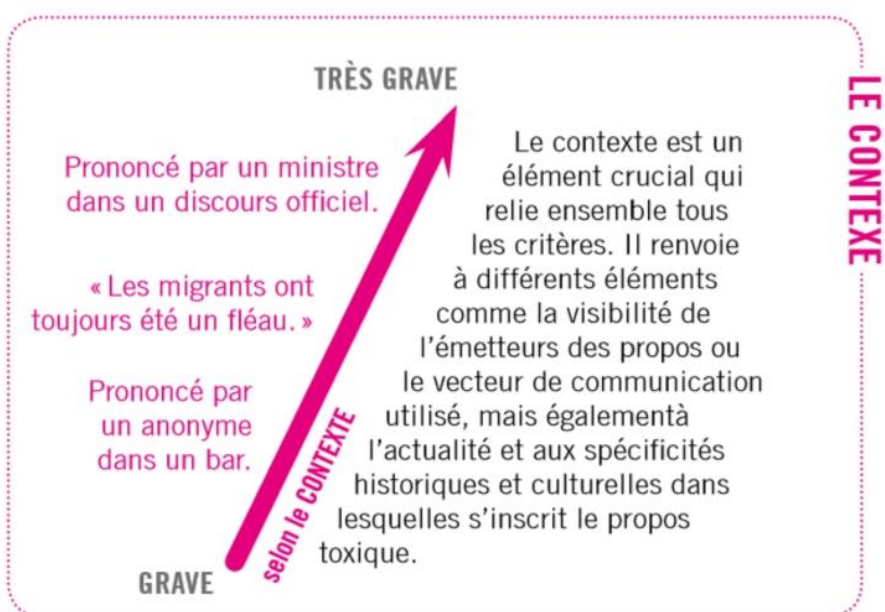 TRÈS GRAVE
Prononcé par un ministre
dans un discours officiel.
« Les migrants ont
toujours été un fléau. »
Prononcé par
un anonyme
dans un bar.
GRAVE
selon le CONTEXTE
Le contexte est un
élément crucial qui
relie ensemble tous
les critères. Il renvoie
à différents éléments
comme la visibilité de
l'émetteurs des propos ou
le vecteur de communication
utilisé, mais égalementà
l'actualité et aux spécificités
historiques et culturelles dans
lesquelles s'inscrit le propos
toxique.
LE CONTEXE